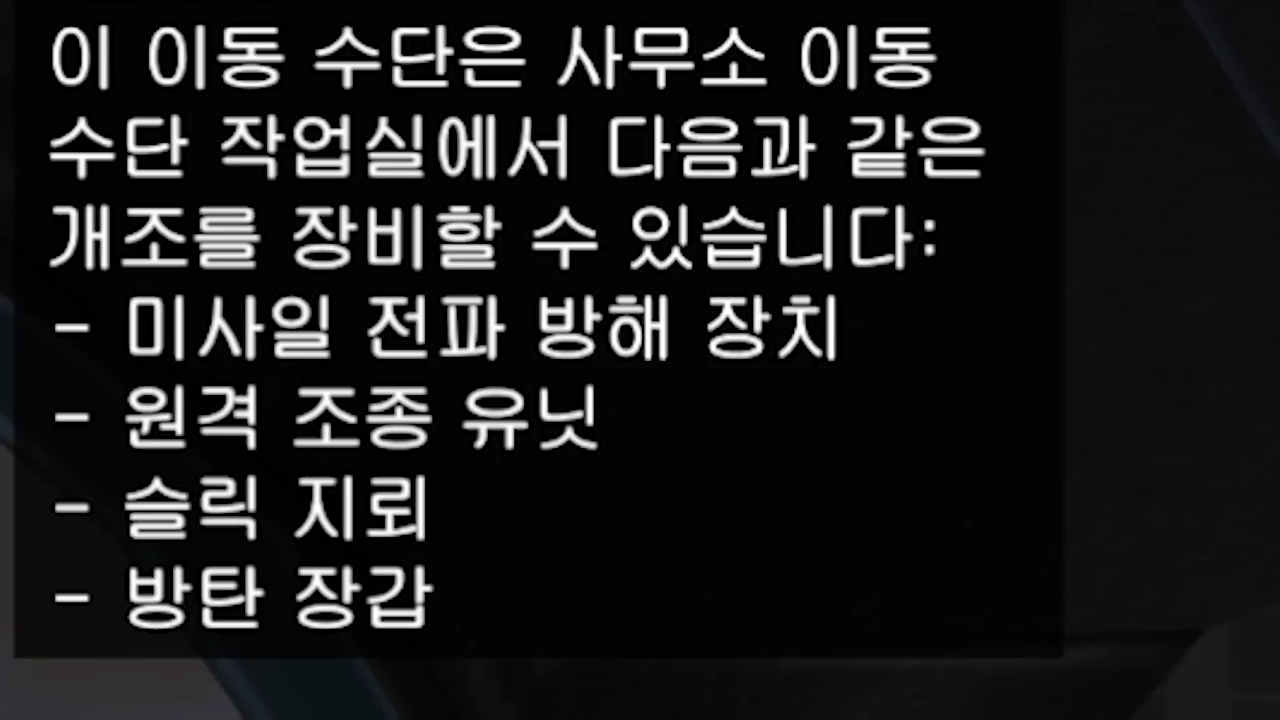 이 이동 수단은 사무소 이동
수단 작업실에서 다음과 같은
개조를 장비할 수 있습니다:
- 미사일 전파 방해 장치
- 원격 조종 유닛
- 슬릭 지뢰
- 방탄 장갑